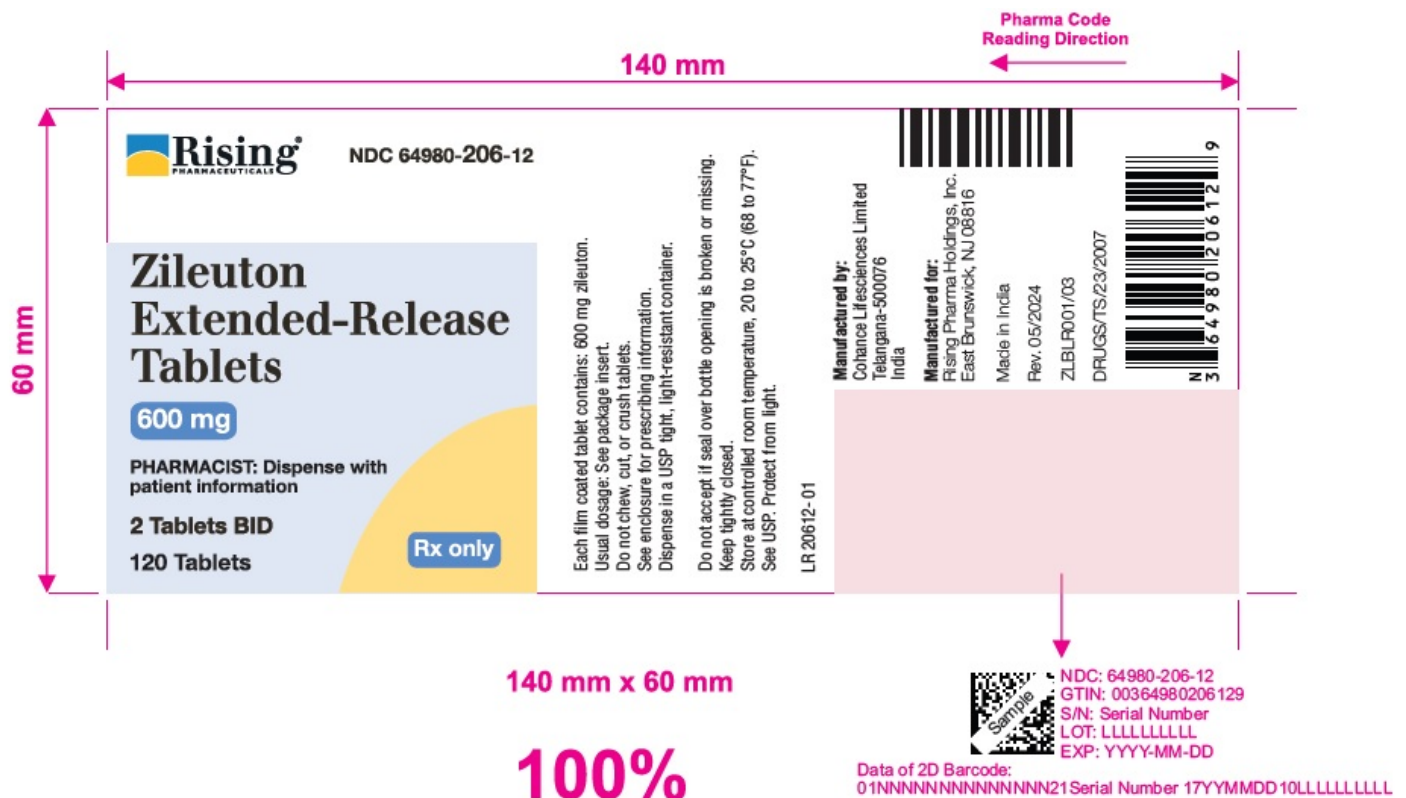 Pharma Code
Reading Direction
140 mm
60 mm
Rising®
PHARMACEUTICALS
NDC 64980-206-12
Zileuton
Extended-Release
Tablets
600 mg
PHARMACIST: Dispense with
patient information
2 Tablets BID
120 Tablets
Rx only
Each film coated tablet contains: 600 mg zileuton.
Usual dosage: See package insert.
Do not chew, cut, or crush tablets.
See enclosure for prescribing information.
Dispense in a USP tight, light-resistant container.
Do not accept if seal over bottle opening is broken or missing.
Keep tightly closed.
Store at controlled room temperature, 20 to 25°C (68 to 77°F).
See USP. Protect from light.
LR 20612-01
Manufactured by:
Cohance Lifesciences Limited
Telangana-500076
India
Manufactured for:
Rising Pharma Holdings, Inc.
East Brunswick, NJ 08816
Made in India
Rev. 05/2024
ZLBLR001/03
DRUGS/TS/23/2007
N
3 64980 20612 9
140 mm x 60 mm
100%
Sample
NDC: 64980-206-12
GTIN: 00364980206129
S/N: Serial Number
LOT: LLLLLLLLLL
EXP: YYYY-MM-DD
Data of 2D Barcode:
01NNNNNNNNNNNNNN21Serial Number 17YYMMDD10LLLLLLLLLL